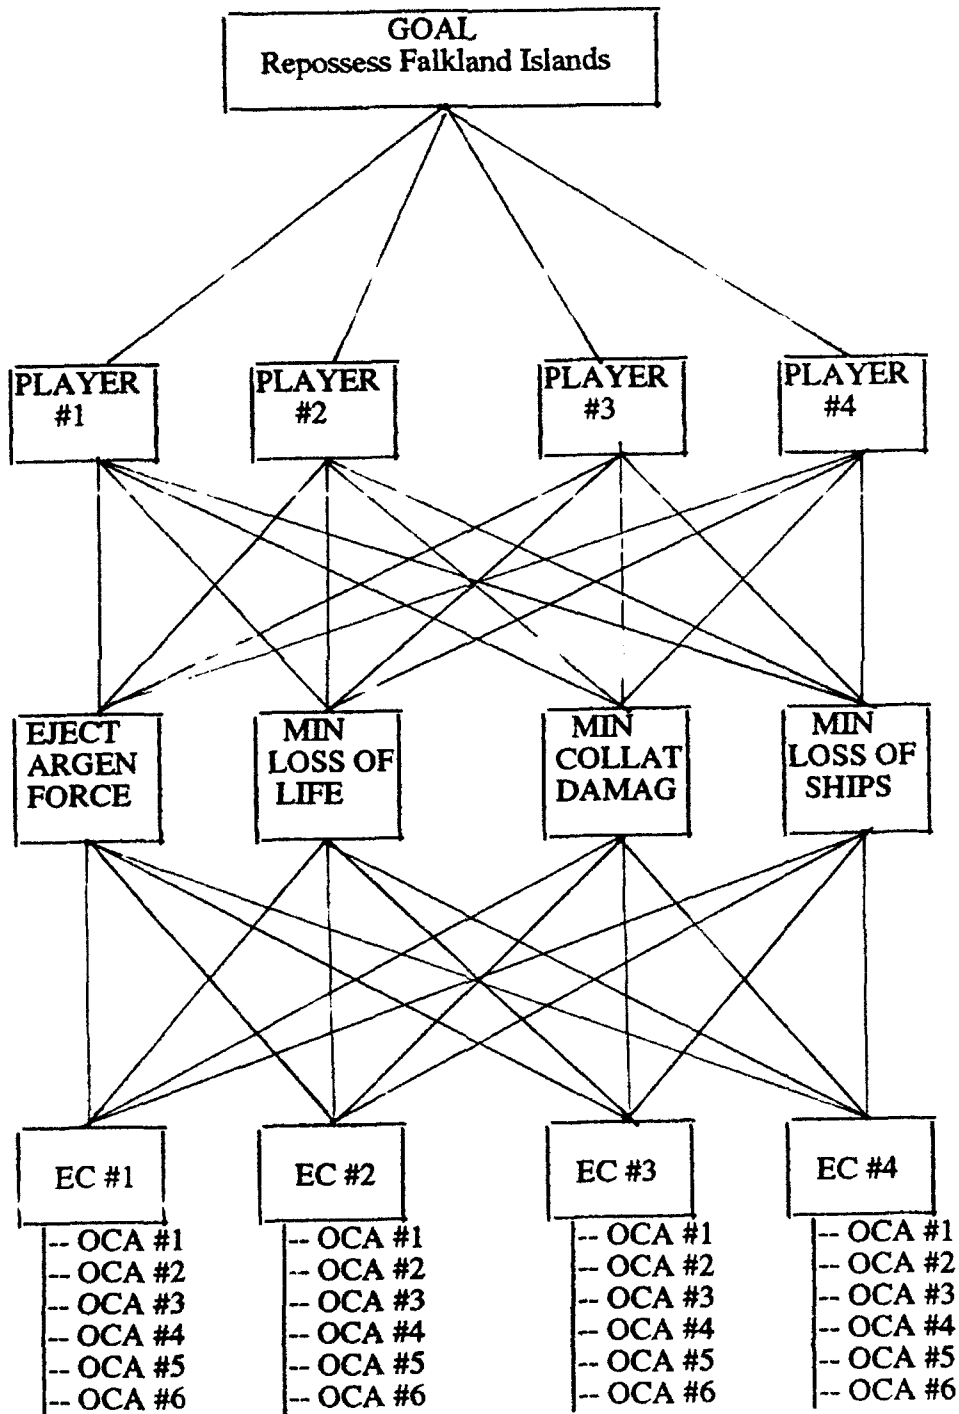 GOAL
Repossess Falkland Islands
PLAYER
#1
PLAYER
#2
PLAYER
#3
PLAYER
#4
EJECT
ARGEN
FORCE
MIN
LOSS OF
LIFE
MIN
COLLAT
DAMAG
MIN
LOSS OF
SHIPS
EC #1
-- OCA #1
-- OCA #2
-- OCA #3
-- OCA #4
-- OCA #5
-- OCA #6
EC #2
-- OCA #1
-- OCA #2
-- OCA #3
-- OCA #4
-- OCA #5
-- OCA #6
EC #3
-- OCA #1
-- OCA #2
-- OCA #3
-- OCA #4
-- OCA #5
-- OCA #6
EC #4
-- OCA #1
-- OCA #2
-- OCA #3
-- OCA #4
-- OCA #5
-- OCA #6